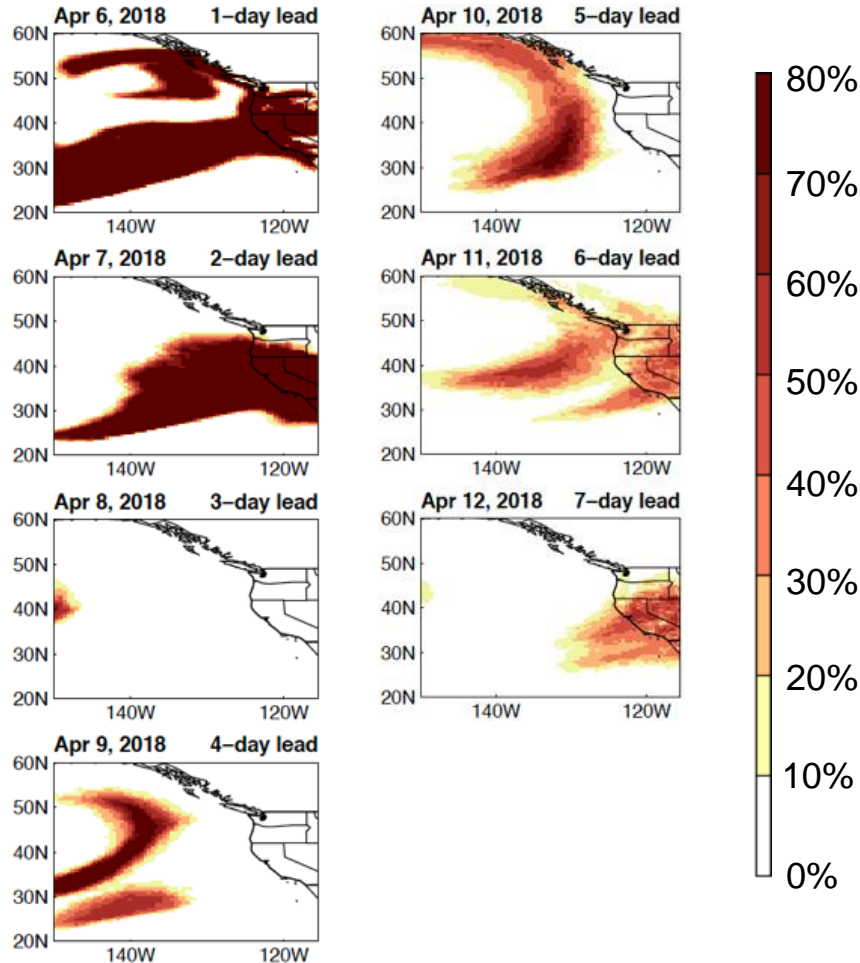 Apr 6, 2018 1−day lead
60N
50N
40N
30N
20N
140W 120W
Apr 7, 2018 2−day lead
60N
50N
40N
30N
20N
140W 120W
Apr 8, 2018 3−day lead
60N
50N
40N
30N
20N
140W 120W
Apr 9, 2018 4−day lead
60N
50N
40N
30N
20N
140W 120W
Apr 10, 2018 5−day lead
60N
50N
40N
30N
20N
140W 120W
Apr 11, 2018 6−day lead
60N
50N
40N
30N
20N
140W 120W
Apr 12, 2018 7−day lead
60N
50N
40N
30N
20N
140W 120W
80%
70%
60%
50%
40%
30%
20%
10%
0%